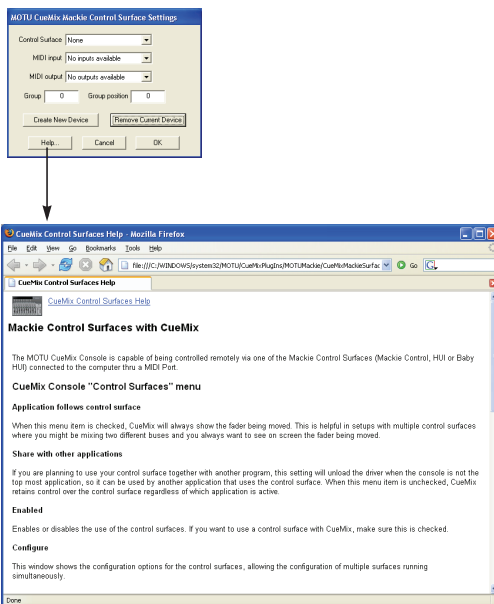 MOTU CueMix Mackie Control Surface Settings
Control Surface None
MIDI input No inputs available
MIDI output No outputs available
Group 0 Group position 0
Create New Device Remove Current Device
Help... Cancel OK
CueMix Control Surfaces Help - Mozilla Firefox
File Edit View Go Bookmarks Tools Help
file:///C:/WINDOWS/system32/MOTU/CueMixPlugIns/MOTUMackie/CueMixMackieSurfac Go G
CueMix Control Surfaces Help
CueMix Control Surfaces Help
Mackie Control Surfaces with CueMix
The MOTU CueMix Console is capable of being controlled remotely via one of the Mackie Control Surfaces (Mackie Control, HUI or Baby
HUI) connected to the computer thru a MIDI Port.
CueMix Console "Control Surfaces" menu
Application follows control surface
When this menu item is checked, CueMix will always show the fader being moved. This is helpful in setups with multiple control surfaces
where you might be mixing two different buses and you always want to see on screen the fader being moved.
Share with other applications
If you are planning to use your control surface together with another program, this setting will unload the driver when the console is not the
top most application, so it can be used by another application that uses the control surface. When this menu item is unchecked, CueMix
retains control over the control surface regardless of which application is active.
Enabled
Enables or disables the use of the control surfaces. If you want to use a control surface with CueMix, make sure this is checked.
Configure
This window shows the configuration options for the control surfaces, allowing the configuration of multiple surfaces running
simultaneously.
Done